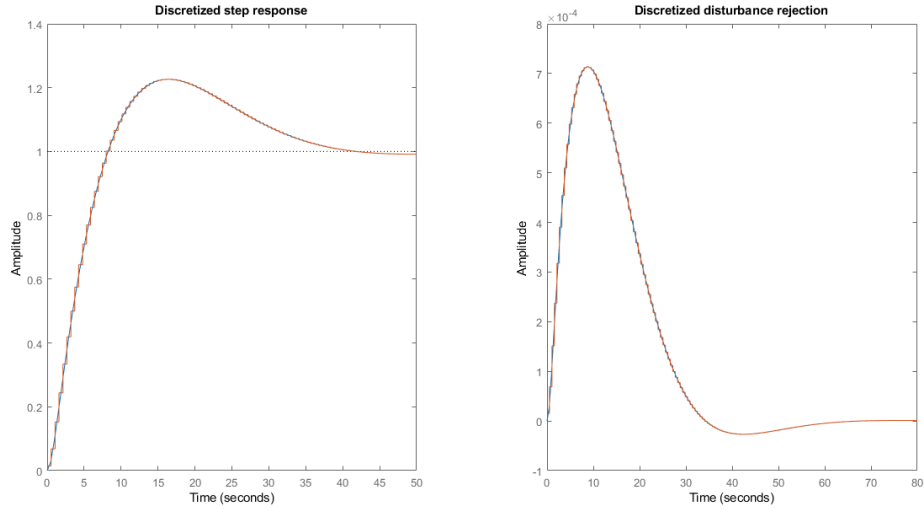 Discretized step response
Amplitude
1.4
1.2
1
0.8
0.6
0.4
0.2
0
0 5 10 15 20 25 30 35 40 45 50
Time (seconds)
Discretized disturbance rejection
×10⁻⁴
Amplitude
8
7
6
5
4
3
2
1
0
-1
0 10 20 30 40 50 60 70 80
Time (seconds)